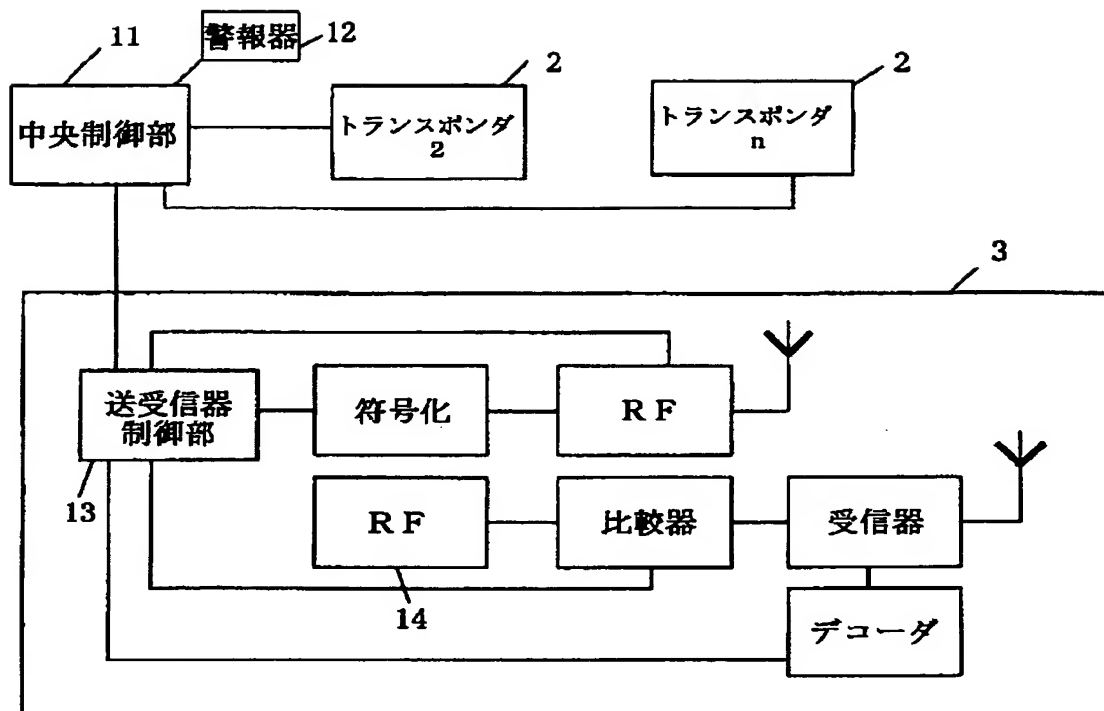 警報器
12
11
2
2
中央制御部
トランスポンダ
2
トランスポンダ
n
3
送受信器
制御部
符号化
RF
13
RF
比較器
受信器
14
デコーダ